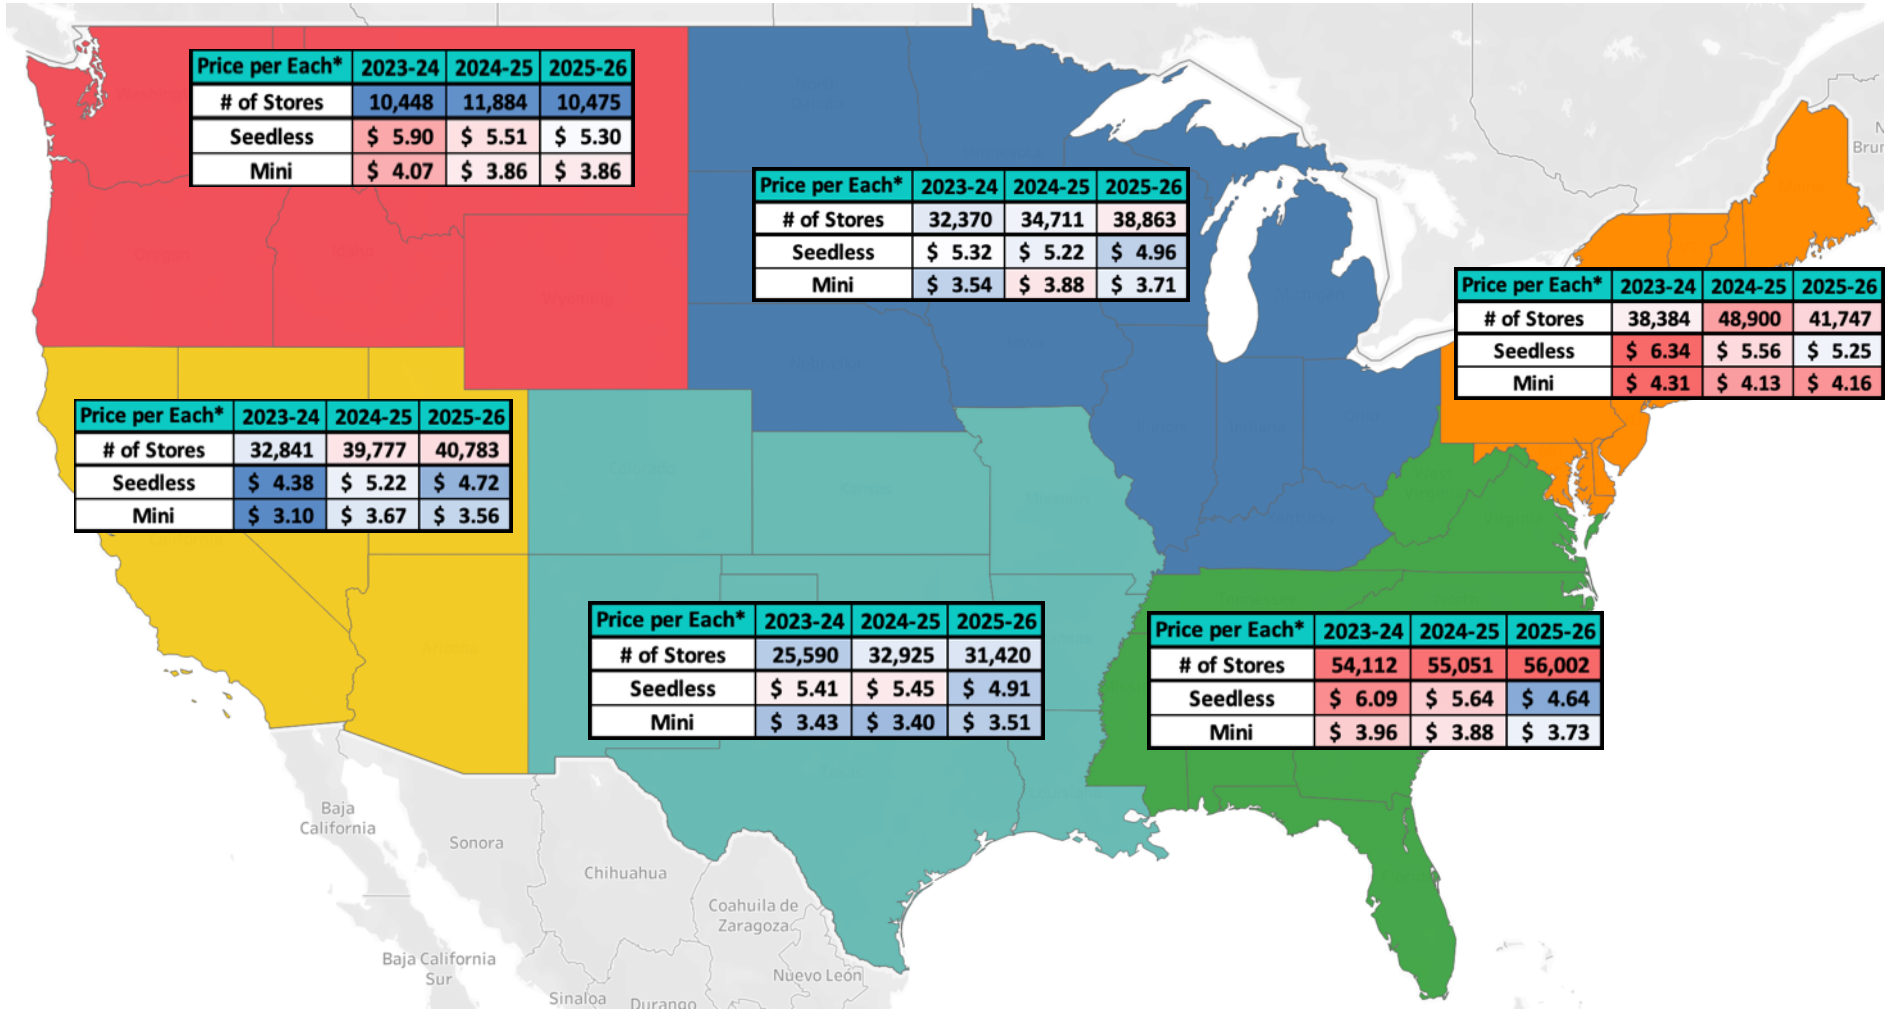 Price per Each* 2023-24 2024-25 2025-26
# of Stores 10,448 11,884 10,475
Seedless $ 5.90 $ 5.51 $ 5.30
Mini $ 4.07 $ 3.86 $ 3.86
Price per Each* 2023-24 2024-25 2025-26
# of Stores 32,370 34,711 38,863
Seedless $ 5.32 $ 5.22 $ 4.96
Mini $ 3.54 $ 3.88 $ 3.71
Price per Each* 2023-24 2024-25 2025-26
# of Stores 38,384 48,900 41,747
Seedless $ 6.34 $ 5.56 $ 5.25
Mini $ 4.31 $ 4.13 $ 4.16
Price per Each* 2023-24 2024-25 2025-26
# of Stores 32,841 39,777 40,783
Seedless $ 4.38 $ 5.22 $ 4.72
Mini $ 3.10 $ 3.67 $ 3.56
Price per Each* 2023-24 2024-25 2025-26
# of Stores 25,590 32,925 31,420
Seedless $ 5.41 $ 5.45 $ 4.91
Mini $ 3.43 $ 3.40 $ 3.51
Price per Each* 2023-24 2024-25 2025-26
# of Stores 54,112 55,051 56,002
Seedless $ 6.09 $ 5.64 $ 4.64
Mini $ 3.96 $ 3.88 $ 3.73
Oregon
Wyoming
Colorado
Arizona
West
Virginia
Virginia
Baja
California
Sonora
Chihuahua
Coahuila de
Zaragoza
Baja California
Sur
Nuevo León
Sinaloa
Durango